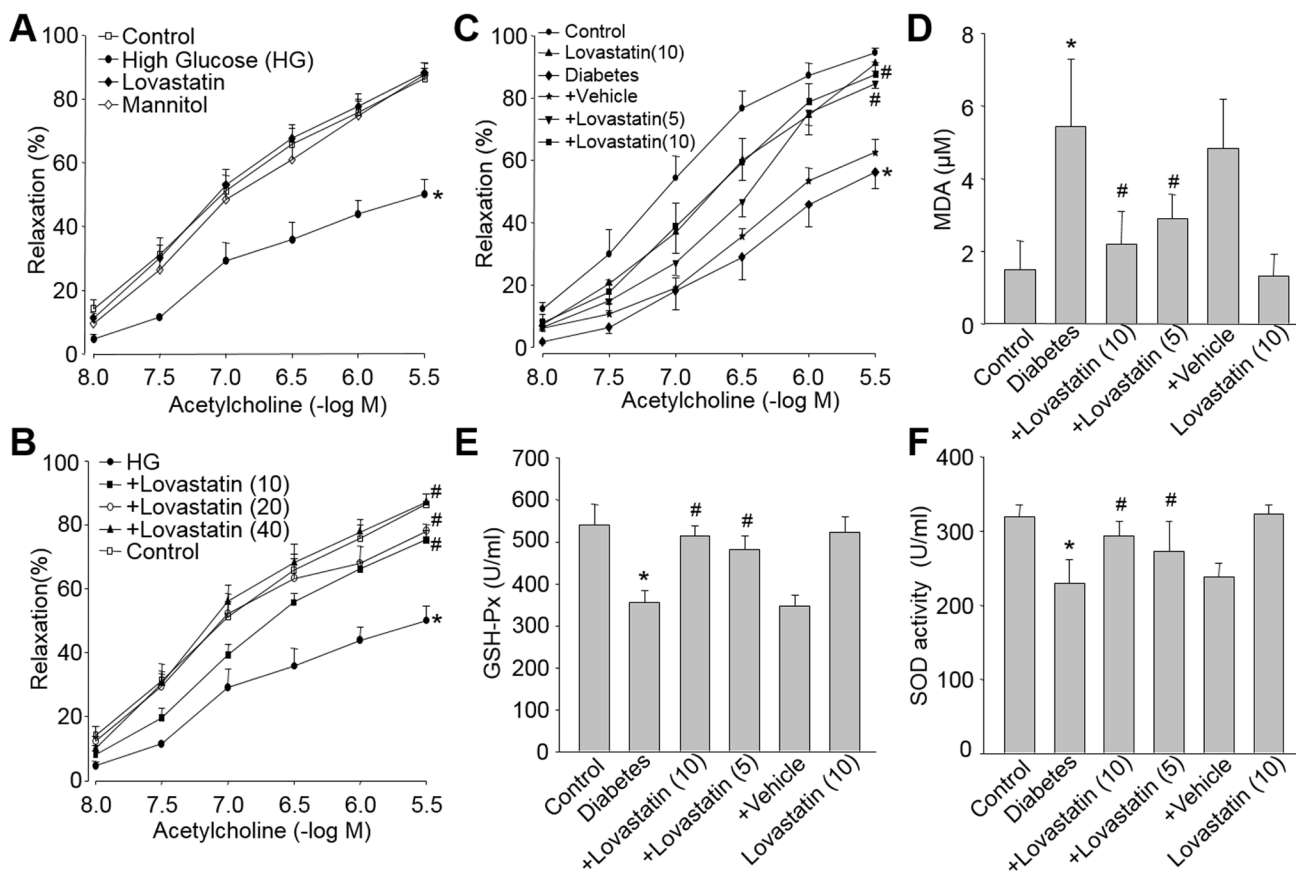 A
Control
High Glucose (HG)
Lovastatin
Mannitol
Relaxation (%)
100
80
60
40
20
0
8.0 7.5 7.0 6.5 6.0 5.5
Acetylcholine (-log M)
*
C
Control
Lovastatin(10)
Diabetes
+Vehicle
+Lovastatin(5)
+Lovastatin(10)
Relaxation (%)
100
80
60
40
20
0
8.0 7.5 7.0 6.5 6.0 5.5
Acetylcholine (-log M)
#
#
*
D
MDA (μM)
8
6
4
2
0
*
#
#
Control
Diabetes
+Lovastatin (10)
+Lovastatin (5)
+Vehicle
Lovastatin (10)
B
HG
+Lovastatin (10)
+Lovastatin (20)
+Lovastatin (40)
Control
Relaxation(%)
100
80
60
40
20
0
8.0 7.5 7.0 6.5 6.0 5.5
Acetylcholine (-log M)
#
#
#
*
E
GSH-Px (U/ml)
700
600
500
400
300
200
100
0
*
#
#
Control
Diabetes
+Lovastatin (10)
+Lovastatin (5)
+Vehicle
Lovastatin (10)
F
SOD activity (U/ml)
400
300
200
100
0
*
#
#
Control
Diabetes
+Lovastatin (10)
+Lovastatin (5)
+Vehicle
Lovastatin (10)